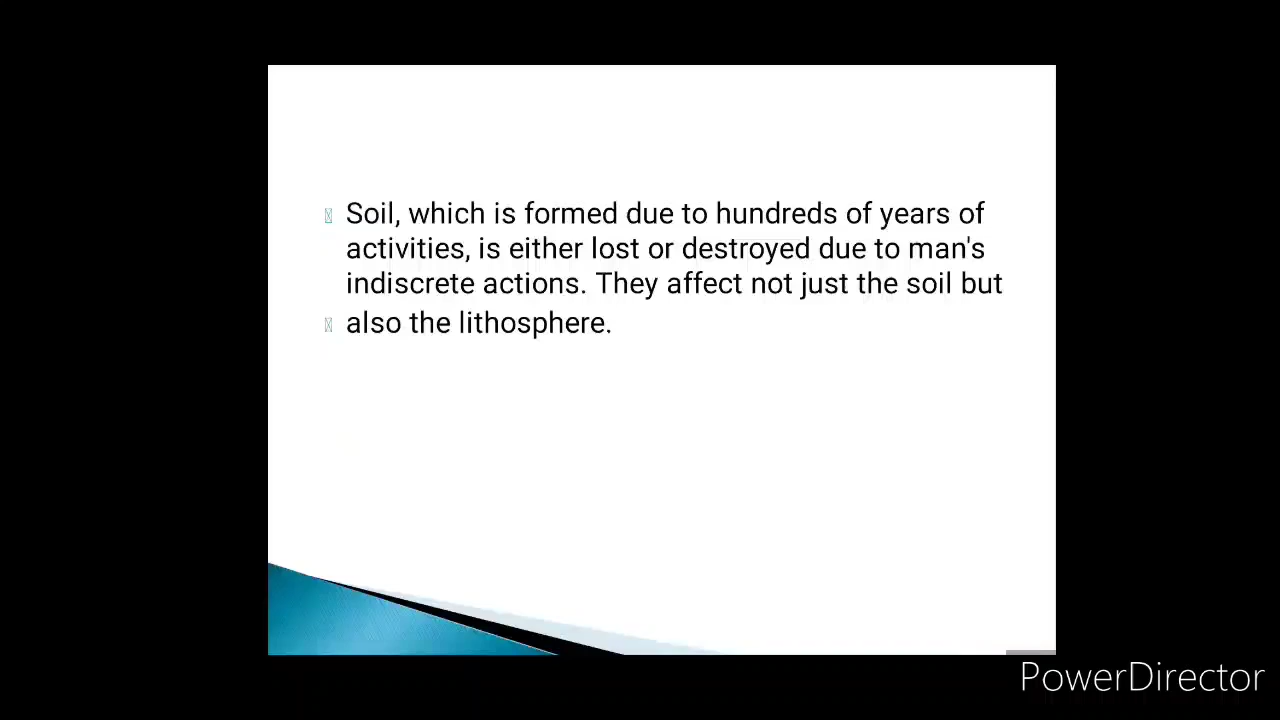 Soil, which is formed due to hundreds of years of
activities, is either lost or destroyed due to man's
indiscrete actions. They affect not just the soil but
also the lithosphere.
PowerDirector